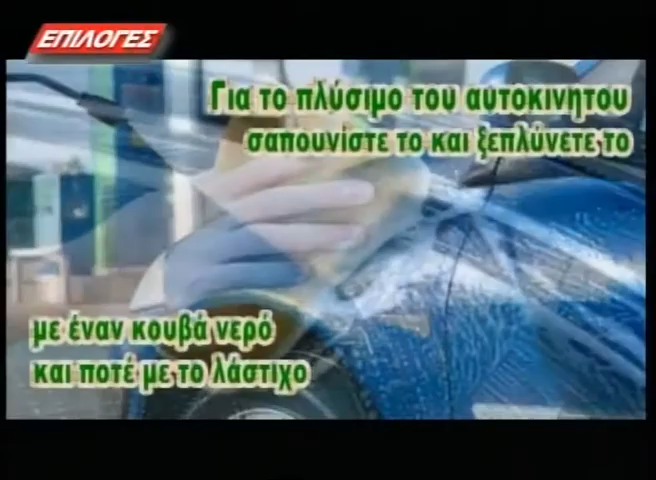 ΕΠΙΛΟΓΕΣ
Για το πλύσιμο του αυτοκινητου
σαπουνίστε το και ξεπλύνετε το
με έναν κουβά νερό
και ποτέ με το λάστιχο